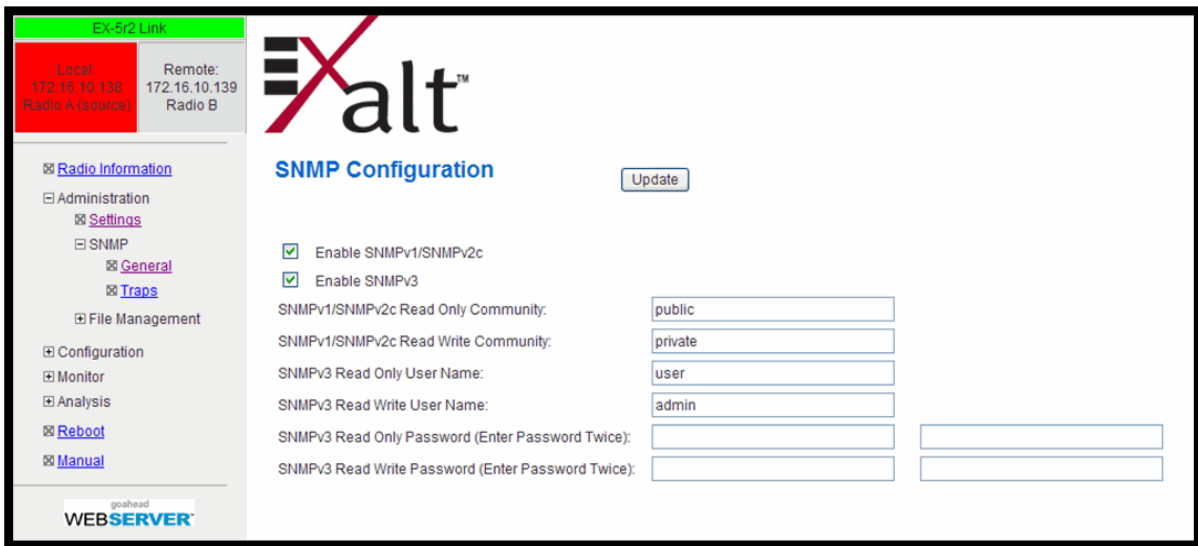 EX-5r2 Link
Local:
172.16.10.138
Radio A (source)
Remote:
172.16.10.139
Radio B
Radio Information
Administration
Settings
SNMP
General
Traps
File Management
Configuration
Monitor
Analysis
Reboot
Manual
goahead
WEBSERVER™
EXalt™
SNMP Configuration
Update
Enable SNMPv1/SNMPv2c
Enable SNMPv3
SNMPv1/SNMPv2c Read Only Community: public
SNMPv1/SNMPv2c Read Write Community: private
SNMPv3 Read Only User Name: user
SNMPv3 Read Write User Name: admin
SNMPv3 Read Only Password (Enter Password Twice):
SNMPv3 Read Write Password (Enter Password Twice):